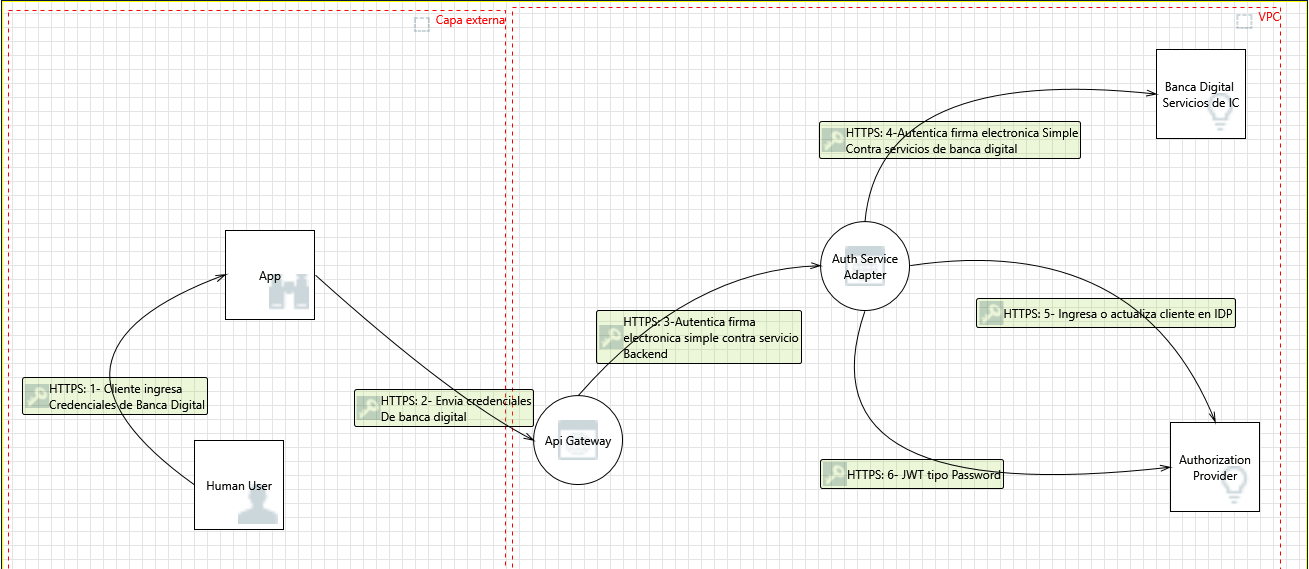 Capa externa
VPC
Banca Digital
Servicios de IC
HTTPS: 4-Autentica firma electronica Simple
Contra servicios de banca digital
App
Auth Service
Adapter
HTTPS: 5- Ingresa o actualiza cliente en IDP
HTTPS: 3-Autentica firma
electronica simple contra servicio
Backend
HTTPS: 1- Cliente ingresa
Credenciales de Banca Digital
HTTPS: 2- Envia credenciales
De banca digital
Api Gateway
Human User
HTTPS: 6- JWT tipo Password
Authorization
Provider